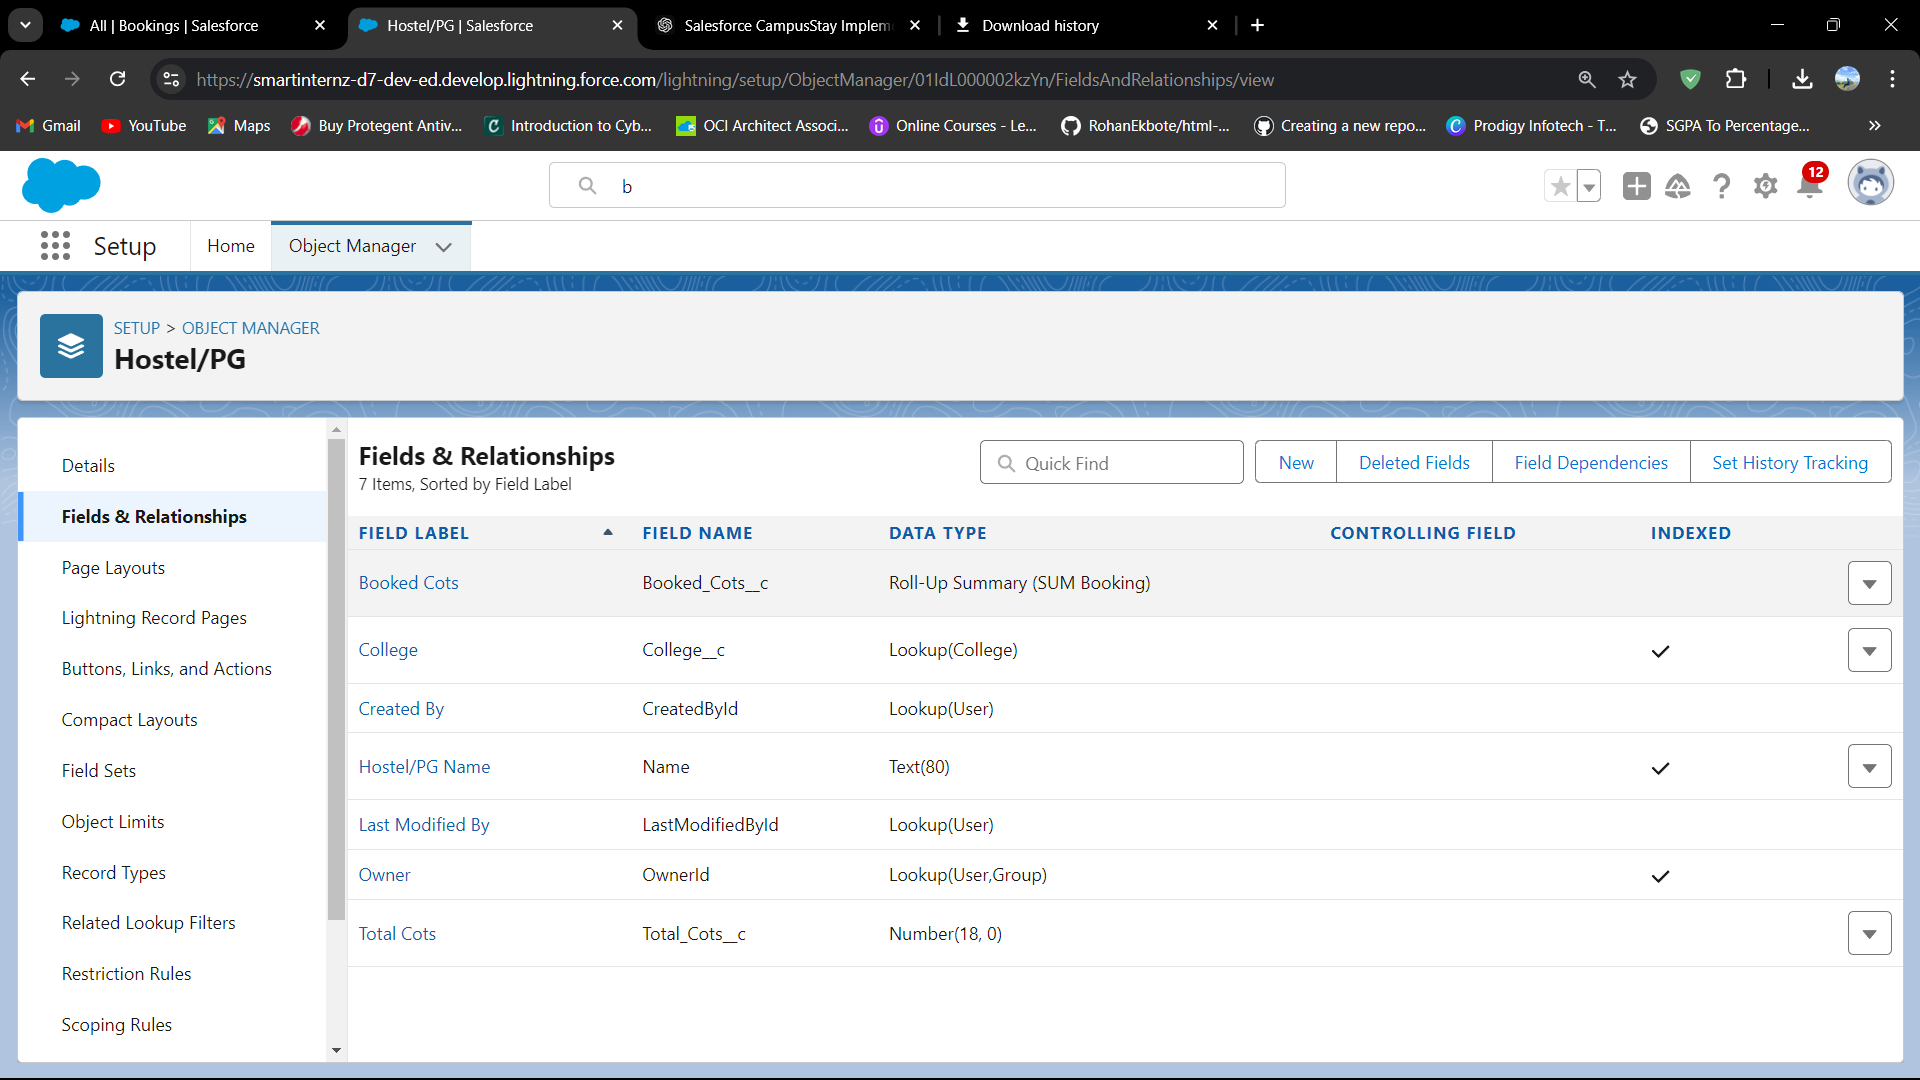 All | Bookings | Salesforce
Hostel/PG | Salesforce
Salesforce CampusStay Implem
Download history
https://smartinternz-d7-dev-ed.develop.lightning.force.com/lightning/setup/ObjectManager/01IdL000002kzYn/FieldsAndRelationships/view
Gmail YouTube Maps Buy Protegent Antiv... Introduction to Cyb... OCI Architect Associ... Online Courses - Le... RohanEkbote/html-... Creating a new repo... Prodigy Infotech - T... SGPA To Percentage...
b
12
Setup Home Object Manager
SETUP > OBJECT MANAGER
Hostel/PG
Details
Fields & Relationships
Page Layouts
Lightning Record Pages
Buttons, Links, and Actions
Compact Layouts
Field Sets
Object Limits
Record Types
Related Lookup Filters
Restriction Rules
Scoping Rules
Fields & Relationships
7 Items, Sorted by Field Label
Quick Find
New Deleted Fields Field Dependencies Set History Tracking
FIELD LABEL FIELD NAME DATA TYPE CONTROLLING FIELD INDEXED
Booked Cots Booked_Cots__c Roll-Up Summary (SUM Booking)
College College__c Lookup(College)
Created By CreatedById Lookup(User)
Hostel/PG Name Name Text(80)
Last Modified By LastModifiedById Lookup(User)
Owner OwnerId Lookup(User,Group)
Total Cots Total_Cots__c Number(18, 0)